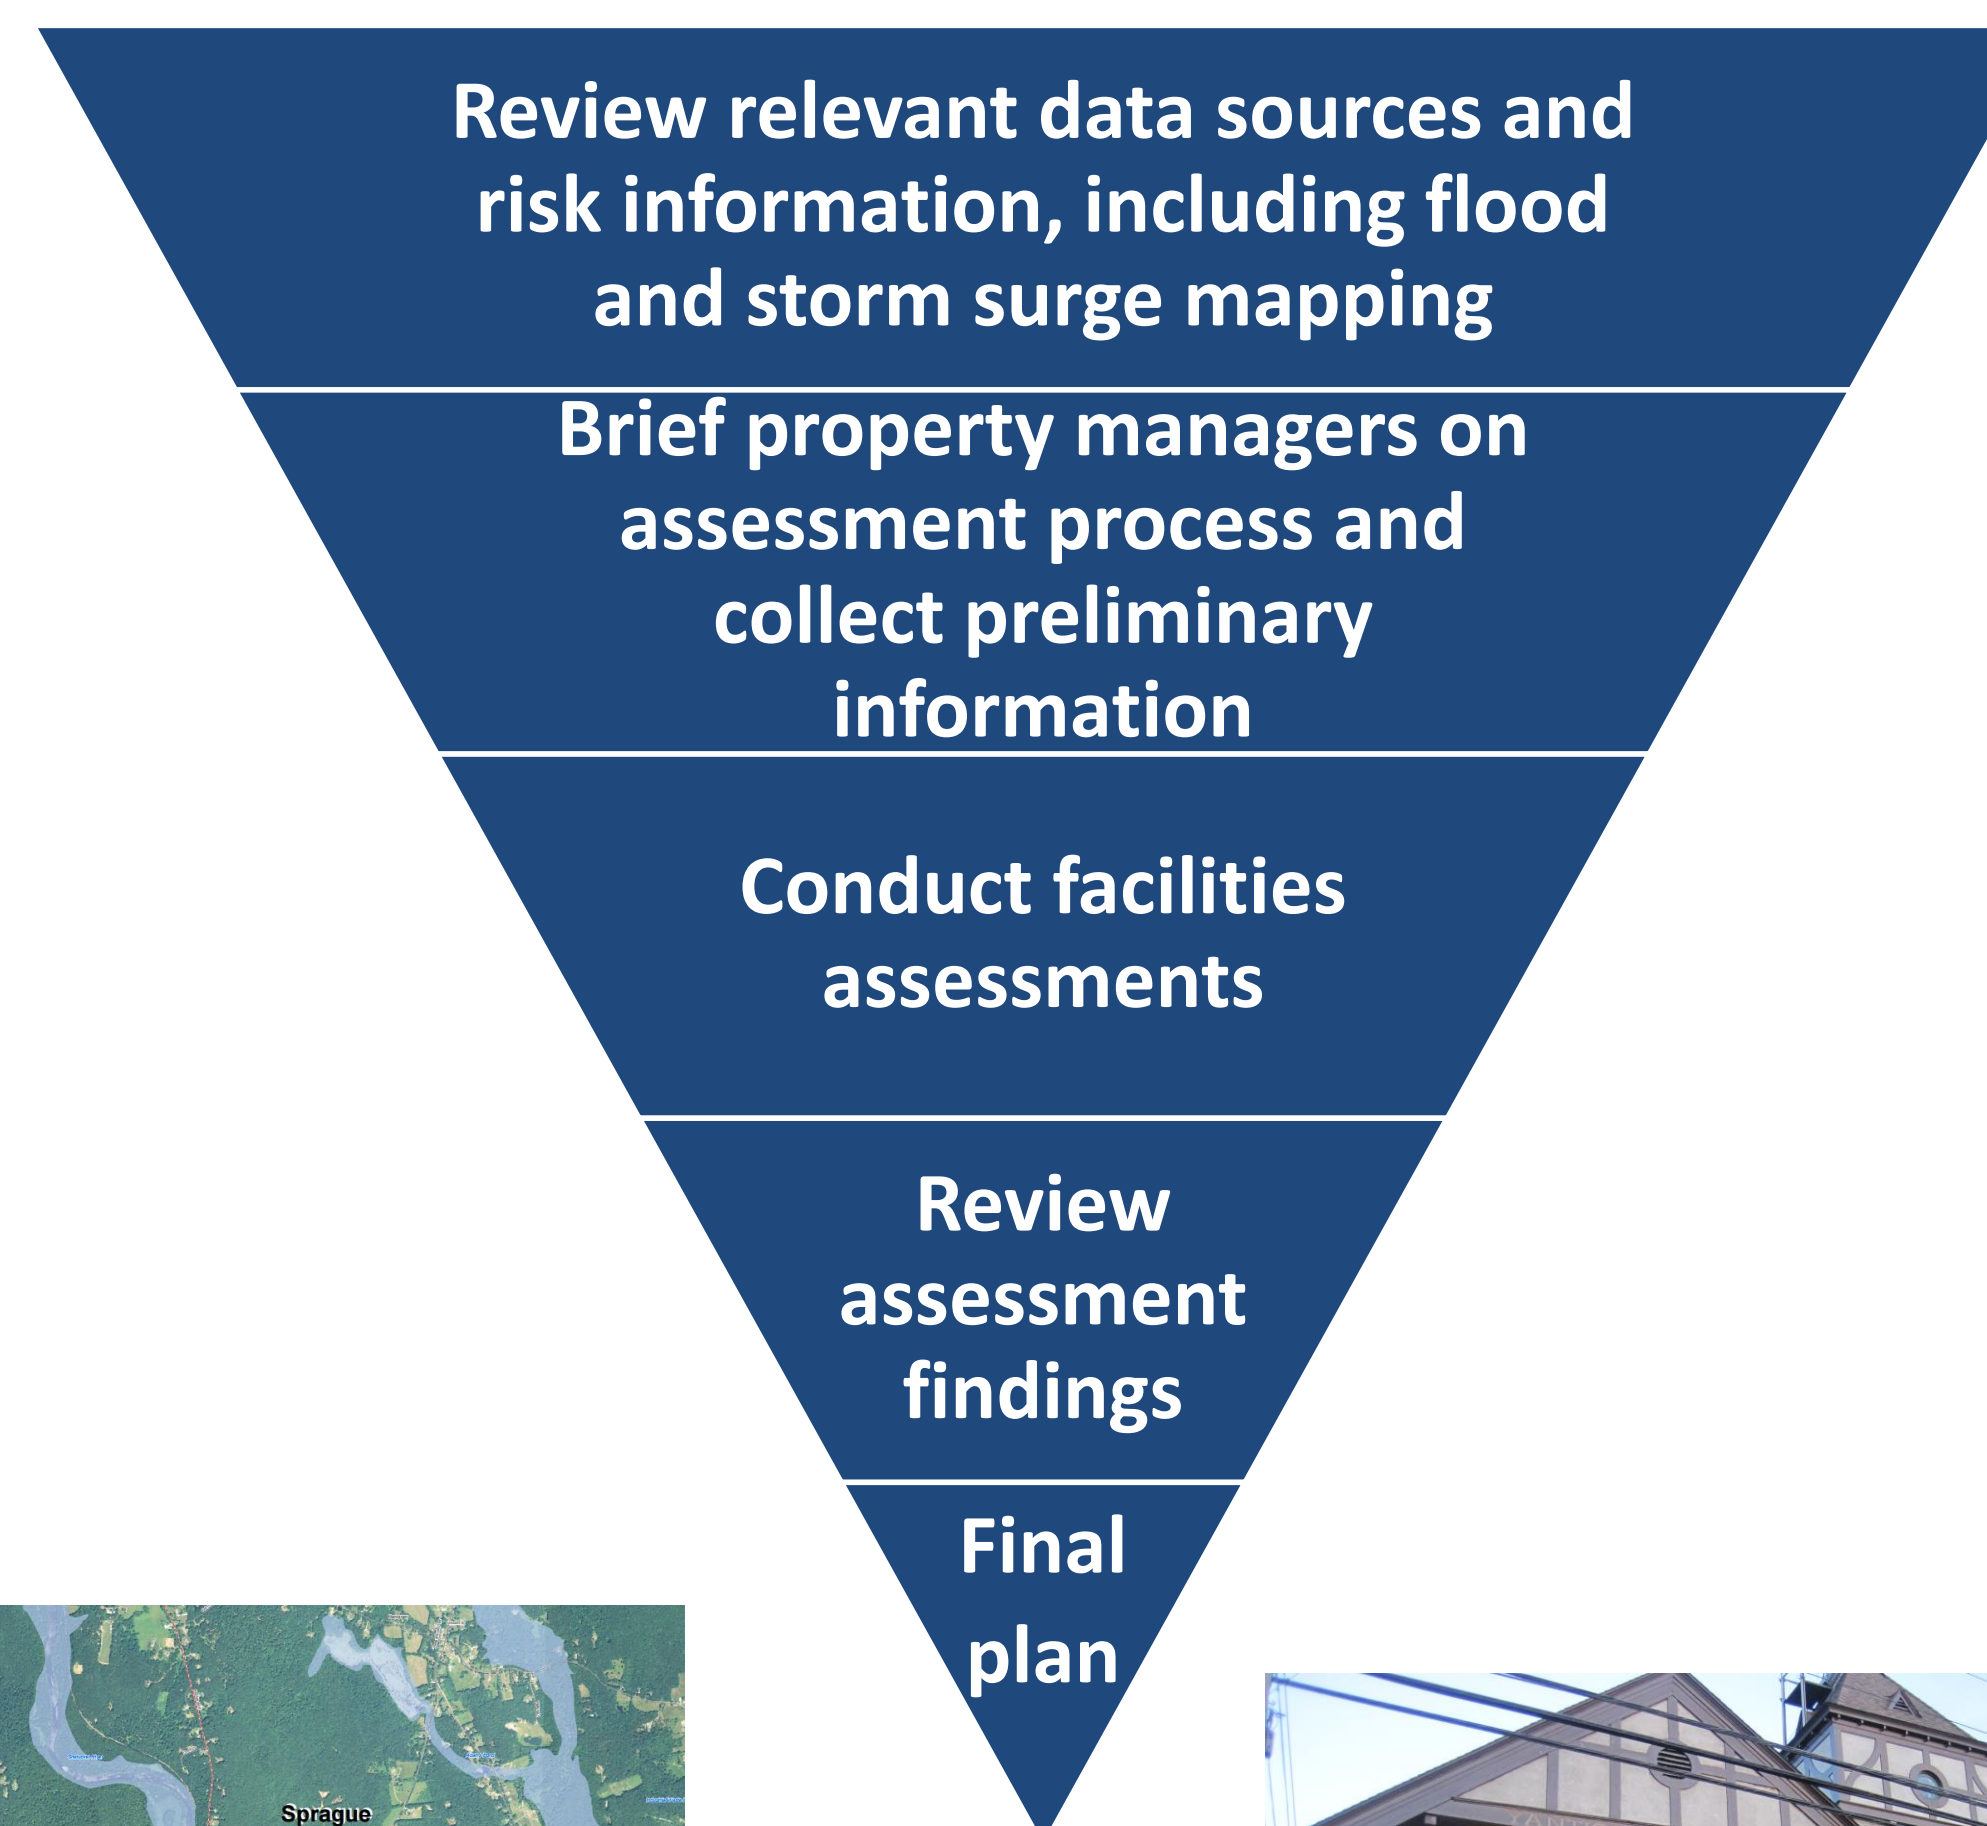 Review relevant data sources and
risk information, including flood
and storm surge mapping
Brief property managers on
assessment process and
collect preliminary
information
Conduct facilities
assessments
Review
assessment
findings
Final
plan
Sprague